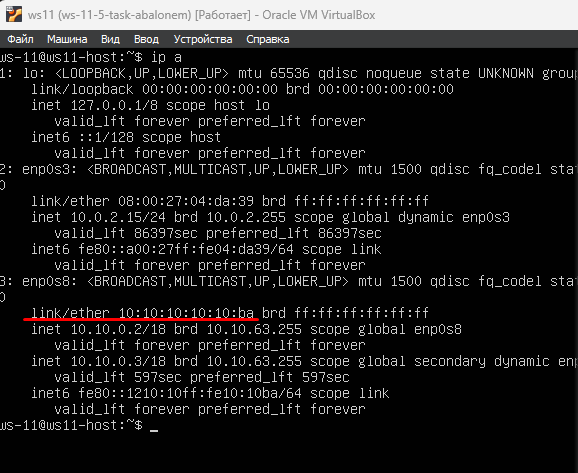 ws11 (ws-11-5-task-abalonem) [Работает] - Oracle VM VirtualBox
Файл Машина Вид Ввод Устройства Справка
ws-11@ws11-host:~$ ip a
1: lo: <LOOPBACK,UP,LOWER_UP> mtu 65536 qdisc noqueue state UNKNOWN grou
link/loopback 00:00:00:00:00:00 brd 00:00:00:00:00:00
inet 127.0.0.1/8 scope host lo
valid_lft forever preferred_lft forever
inet6 ::1/128 scope host
valid_lft forever preferred_lft forever
2: enp0s3: <BROADCAST,MULTICAST,UP,LOWER_UP> mtu 1500 qdisc fq_codel sta
0
link/ether 08:00:27:04:da:39 brd ff:ff:ff:ff:ff:ff
inet 10.0.2.15/24 brd 10.0.2.255 scope global dynamic enp0s3
valid_lft 86397sec preferred_lft 86397sec
inet6 fe80::a00:27ff:fe04:da39/64 scope link
valid_lft forever preferred_lft forever
3: enp0s8: <BROADCAST,MULTICAST,UP,LOWER_UP> mtu 1500 qdisc fq_codel sta
0
link/ether 10:10:10:10:10:ba brd ff:ff:ff:ff:ff:ff
inet 10.10.0.2/18 brd 10.10.63.255 scope global enp0s8
valid_lft forever preferred_lft forever
inet 10.10.0.3/18 brd 10.10.63.255 scope global secondary dynamic en
valid_lft 597sec preferred_lft 597sec
inet6 fe80::1210:10ff:fe10:10ba/64 scope link
valid_lft forever preferred_lft forever
ws-11@ws11-host:~$ _